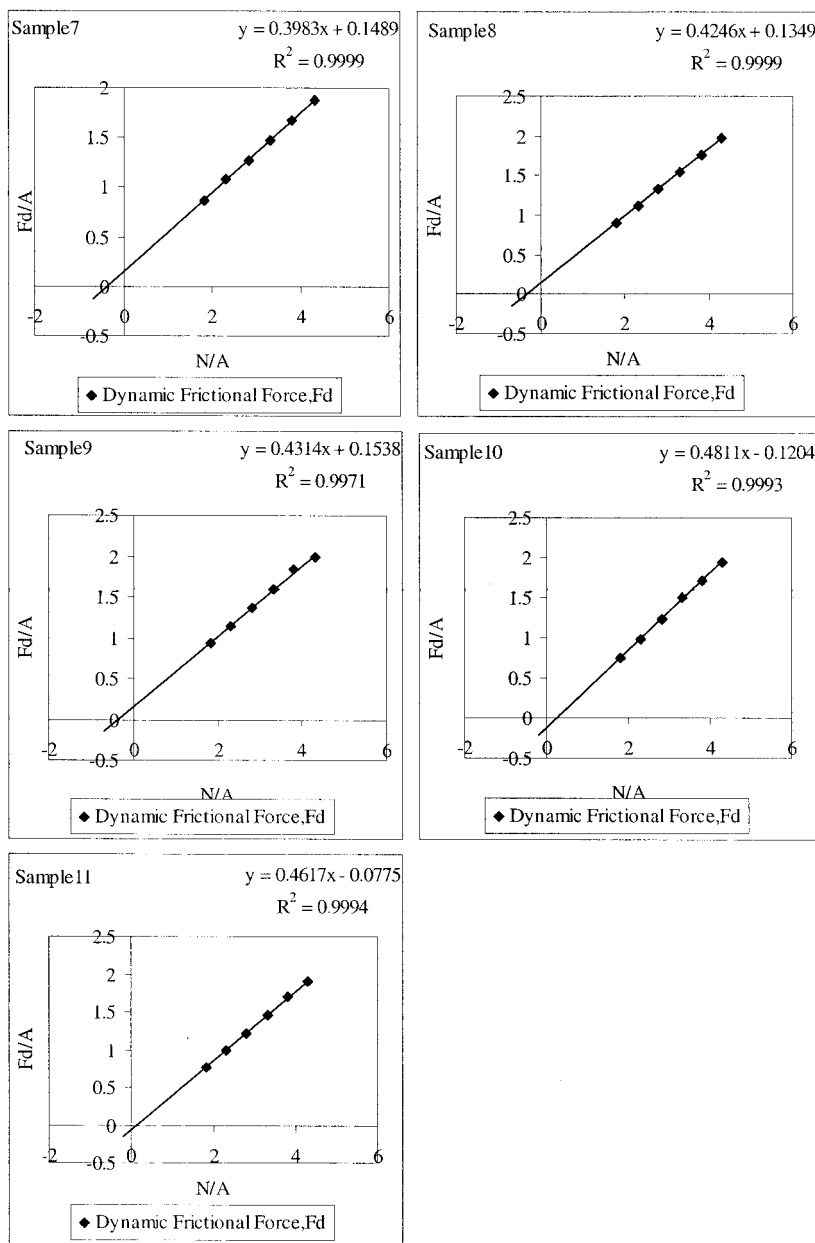 Sample7 y = 0.3983x + 0.1489
R² = 0.9999
2
1.5
1
0.5
0
-0.5
-2 0 2 4 6
Fd/A
N/A
◆ Dynamic Frictional Force,Fd
Sample8 y = 0.4246x + 0.1349
R² = 0.9999
2.5
2
1.5
1
0.5
0
-0.5
-2 0 2 4 6
Fd/A
N/A
◆ Dynamic Frictional Force,Fd
Sample9 y = 0.4314x + 0.1538
R² = 0.9971
2.5
2
1.5
1
0.5
0
-0.5
-2 0 2 4 6
Fd/A
N/A
◆ Dynamic Frictional Force,Fd
Sample10 y = 0.4811x - 0.1204
R² = 0.9993
2.5
2
1.5
1
0.5
0
-0.5
-2 0 2 4 6
Fd/A
N/A
◆ Dynamic Frictional Force,Fd
Sample11 y = 0.4617x - 0.0775
R² = 0.9994
2.5
2
1.5
1
0.5
0
-0.5
-2 0 2 4 6
Fd/A
N/A
◆ Dynamic Frictional Force,Fd